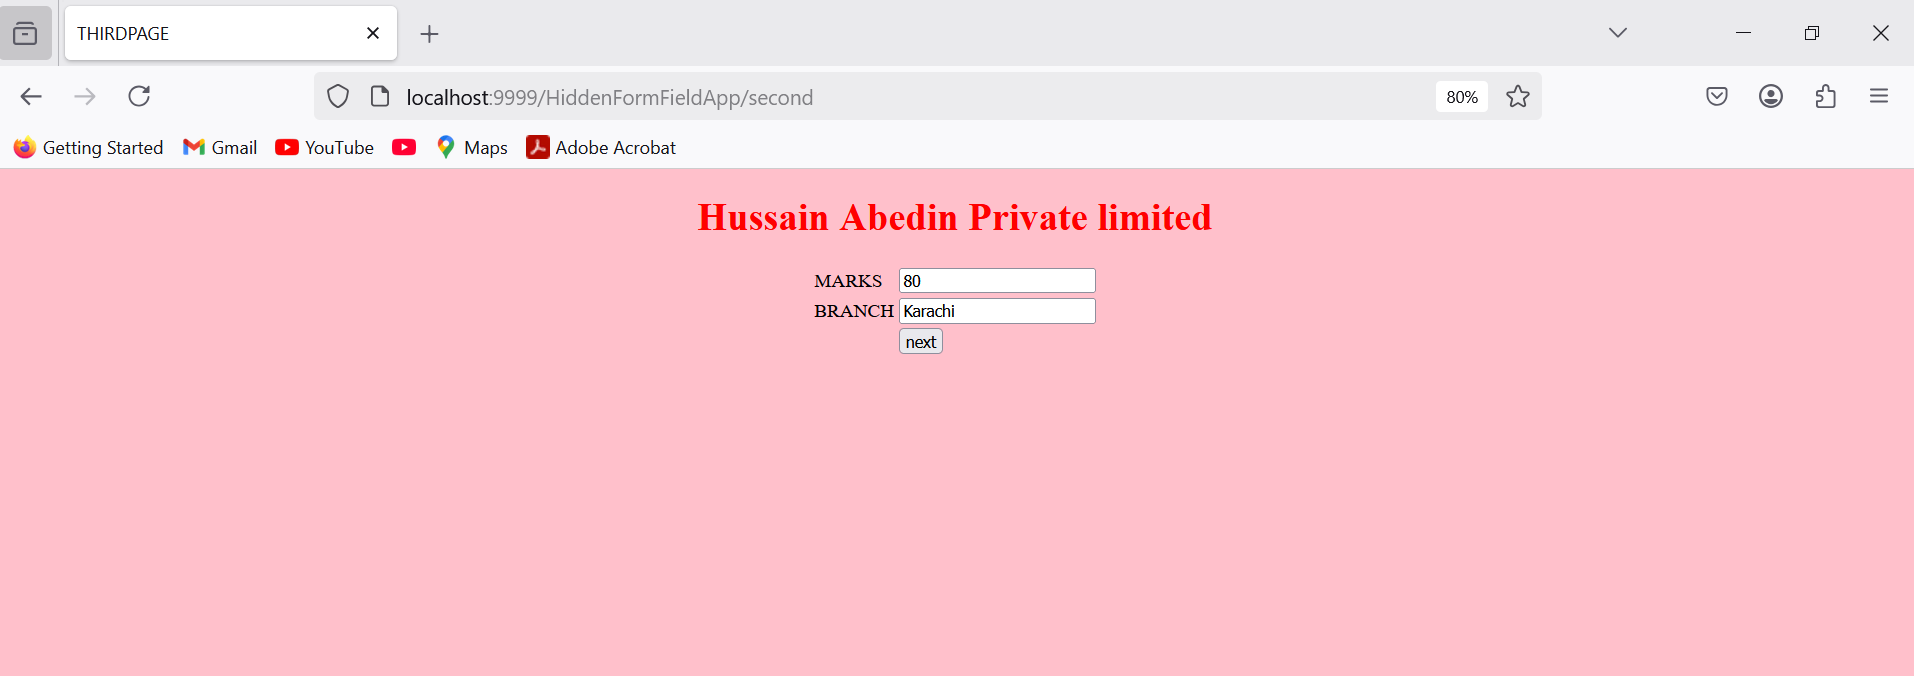 THIRDPAGE
localhost:9999/HiddenFormFieldApp/second
80%
Getting Started Gmail YouTube Maps Adobe Acrobat
Hussain Abedin Private limited
MARKS 80
BRANCH Karachi
next